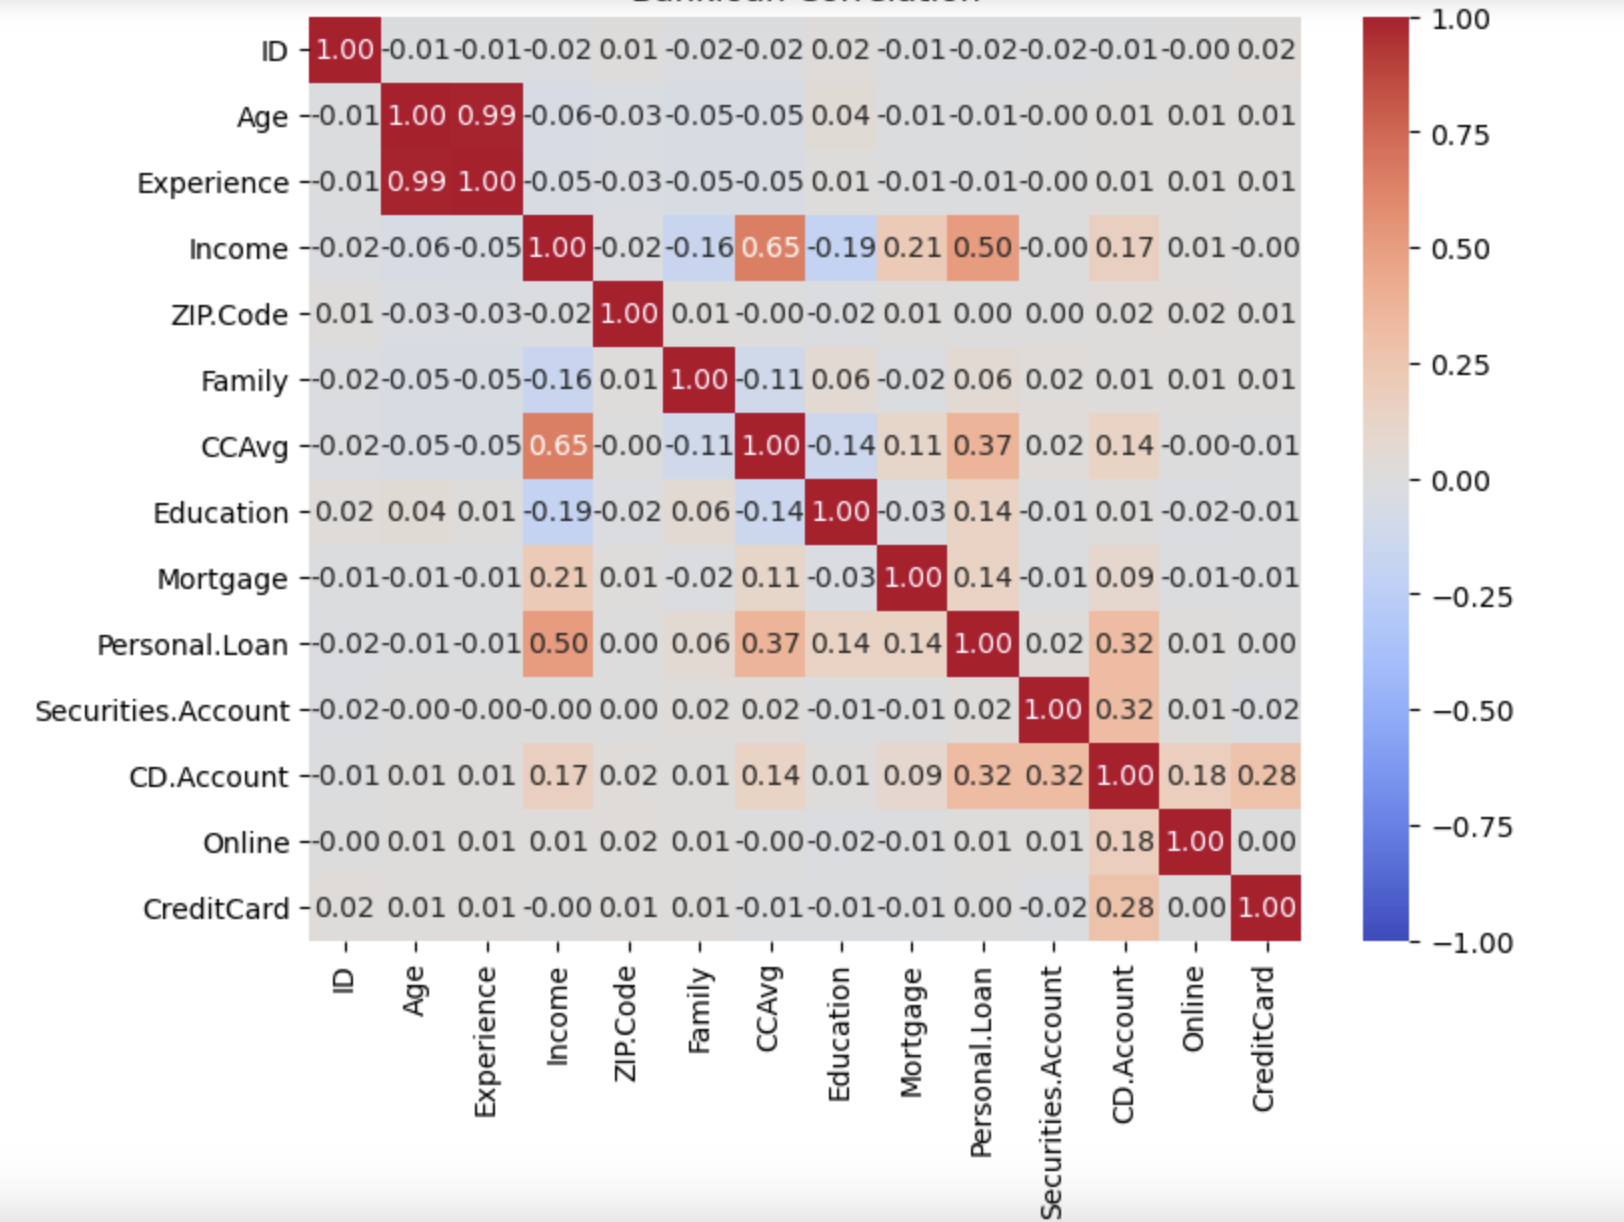 1.00
ID 1.00 -0.01 -0.01 -0.02 0.01 -0.02 -0.02 0.02 -0.01 -0.02 -0.02 -0.01 -0.00 0.02
Age -0.01 1.00 0.99 -0.06 -0.03 -0.05 -0.05 0.04 -0.01 -0.01 -0.00 0.01 0.01 0.01
0.75
Experience -0.01 0.99 1.00 -0.05 -0.03 -0.05 -0.05 0.01 -0.01 -0.01 -0.00 0.01 0.01 0.01
Income -0.02 -0.06 -0.05 1.00 -0.02 -0.16 0.65 -0.19 0.21 0.50 -0.00 0.17 0.01 -0.00
0.50
ZIP.Code 0.01 -0.03 -0.03 -0.02 1.00 0.01 -0.00 -0.02 0.01 0.00 0.00 0.02 0.02 0.01
0.25
Family -0.02 -0.05 -0.05 -0.16 0.01 1.00 -0.11 0.06 -0.02 0.06 0.02 0.01 0.01 0.01
CCAvg -0.02 -0.05 -0.05 0.65 -0.00 -0.11 1.00 -0.14 0.11 0.37 0.02 0.14 -0.00 -0.01
0.00
Education 0.02 0.04 0.01 -0.19 -0.02 0.06 -0.14 1.00 -0.03 0.14 -0.01 0.01 -0.02 -0.01
Mortgage -0.01 -0.01 -0.01 0.21 0.01 -0.02 0.11 -0.03 1.00 0.14 -0.01 0.09 -0.01 -0.01
−0.25
Personal.Loan -0.02 -0.01 -0.01 0.50 0.00 0.06 0.37 0.14 0.14 1.00 0.02 0.32 0.01 0.00
Securities.Account -0.02 -0.00 -0.00 -0.00 0.00 0.02 0.02 -0.01 -0.01 0.02 1.00 0.32 0.01 -0.02
−0.50
CD.Account -0.01 0.01 0.01 0.17 0.02 0.01 0.14 0.01 0.09 0.32 0.32 1.00 0.18 0.28
−0.75
Online -0.00 0.01 0.01 0.01 0.02 0.01 -0.00 -0.02 -0.01 0.01 0.01 0.18 1.00 0.00
CreditCard 0.02 0.01 0.01 -0.00 0.01 0.01 -0.01 -0.01 -0.01 0.00 -0.02 0.28 0.00 1.00
−1.00
ID
Age
Experience
Income
ZIP.Code
Family
CCAvg
Education
Mortgage
Personal.Loan
Securities.Account
CD.Account
Online
CreditCard